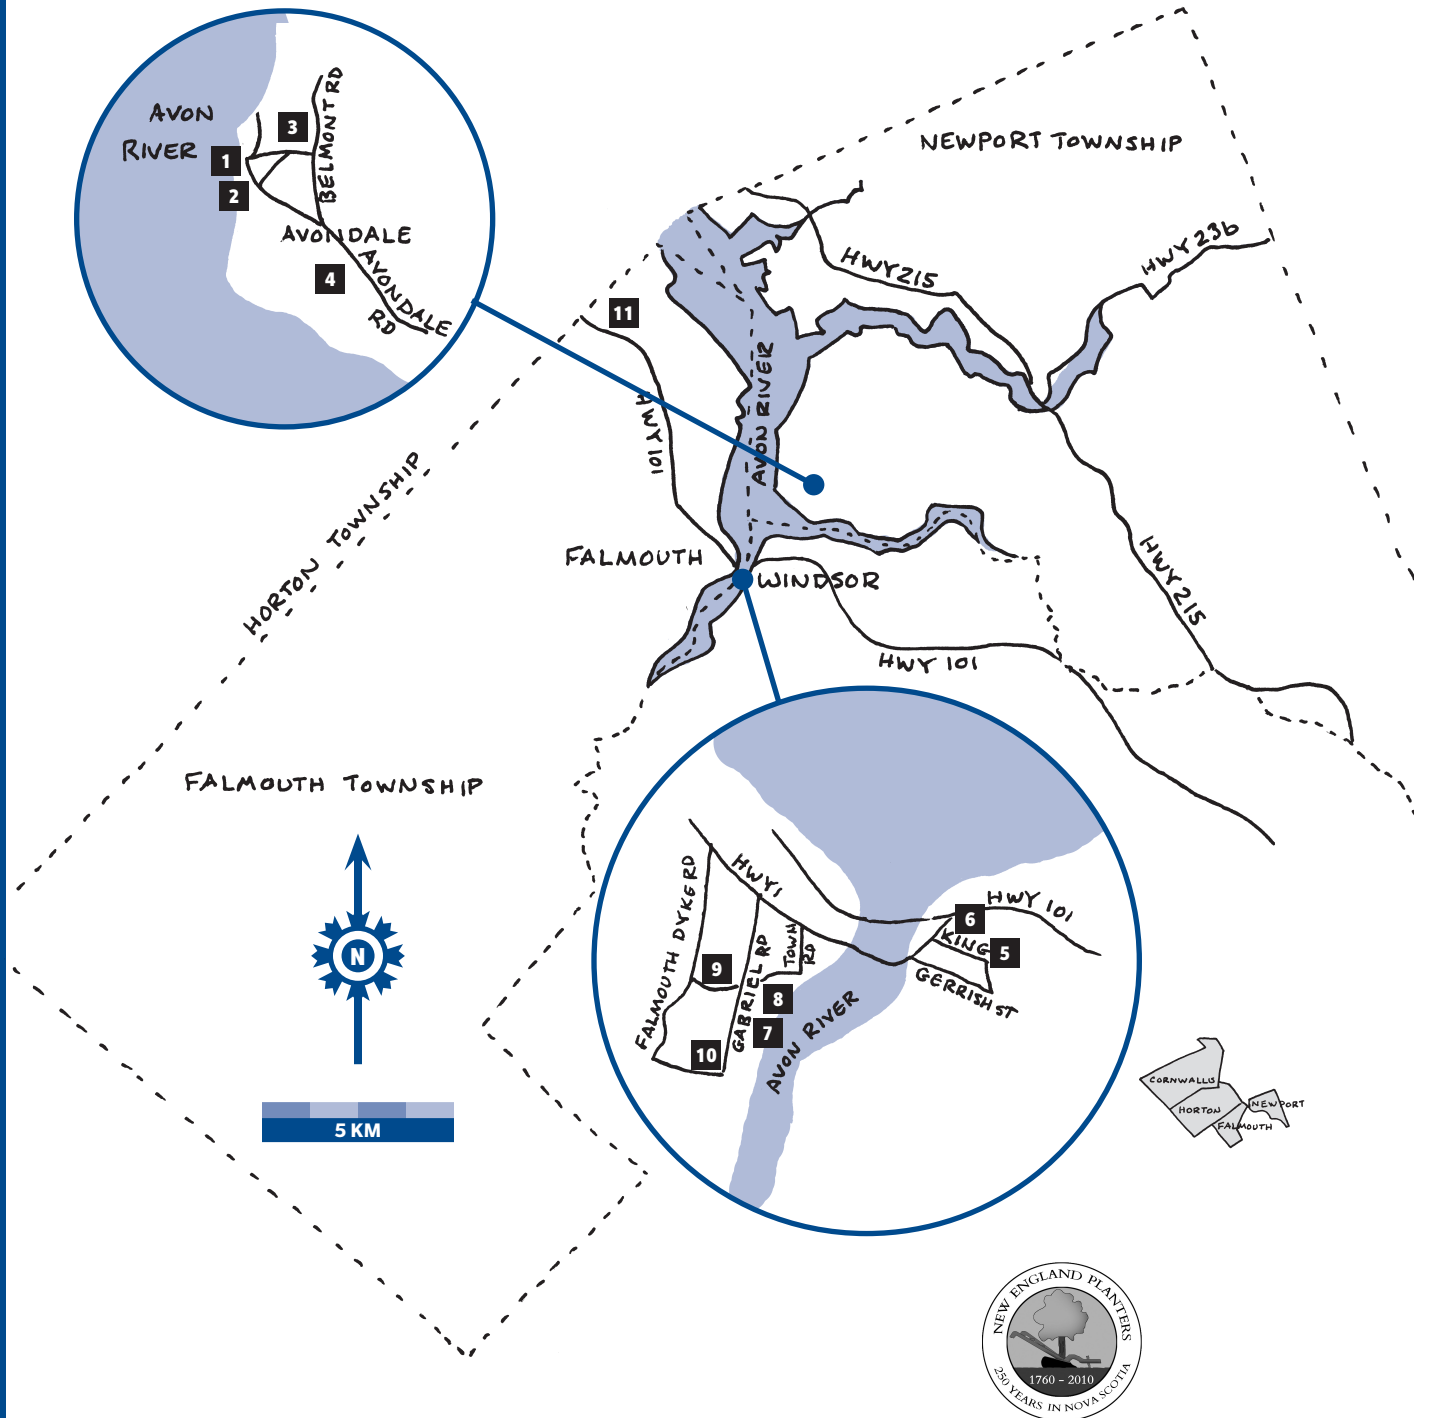 AVON
RIVER
1
2
3
BELMONT RD
AVONDALE
4
AVONDALE
RD
NEWPORT TOWNSHIP
HWY 215
HWY 236
11
HWY 101
AVON RIVER
HORTON TOWNSHIP
FALMOUTH
WINDSOR
HWY 215
HWY 101
FALMOUTH TOWNSHIP
N
5 KM
HWY 1
FALMOUTH DYKE RD
GABRIEL RD
TOWN
RD
HWY 101
6
KING
5
GERRISH ST
9
8
7
10
AVON RIVER
CORNWALLIS
HORTON
NEWPORT
FALMOUTH
NEW ENGLAND PLANTERS
1760 – 2010
250 YEARS IN NOVA SCOTIA